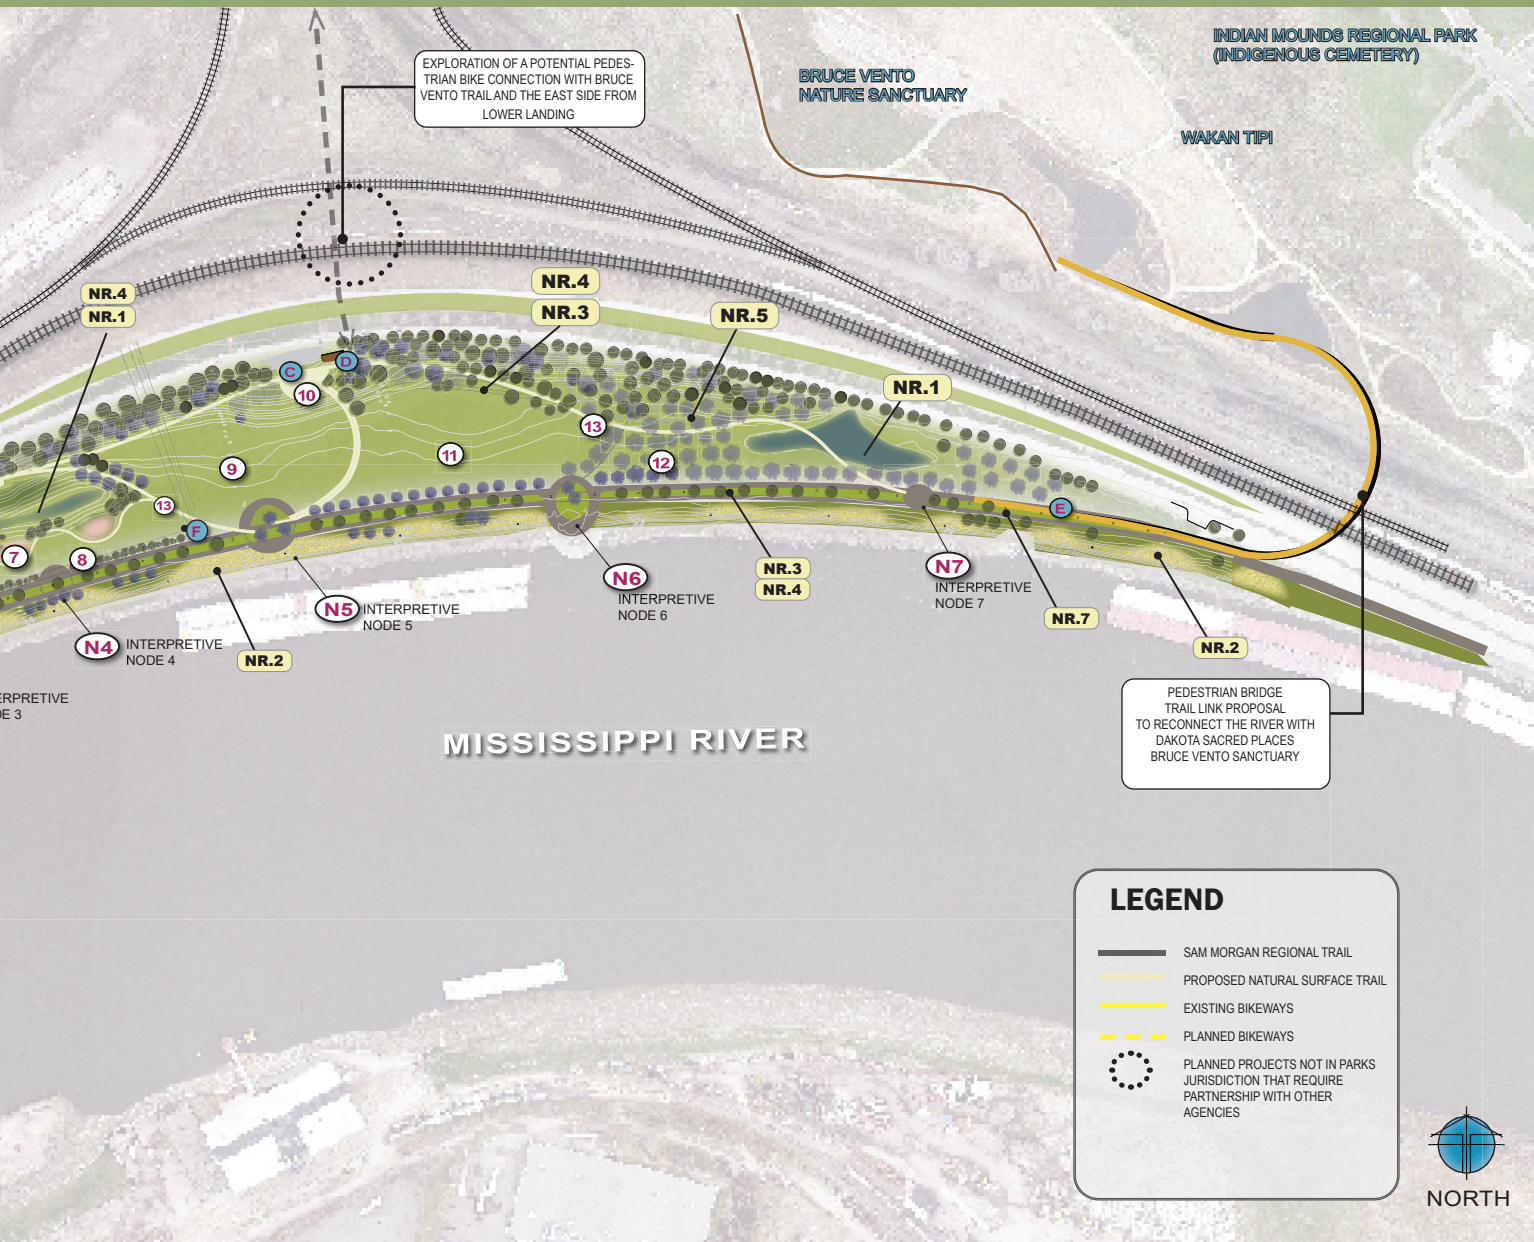 INDIAN MOUNDS REGIONAL PARK
(INDIGENOUS CEMETERY)
EXPLORATION OF A POTENTIAL PEDES-
TRIAN BIKE CONNECTION WITH BRUCE
VENTO TRAIL AND THE EAST SIDE FROM
LOWER LANDING
BRUCE VENTO
NATURE SANCTUARY
WAKAN TIPI
NR.4
NR.1
NR.4
NR.3
NR.5
NR.1
C
D
10
13
9
11
12
13
F
E
7
8
N4
INTERPRETIVE
NODE 4
NR.2
N5
INTERPRETIVE
NODE 5
N6
INTERPRETIVE
NODE 6
NR.3
NR.4
N7
INTERPRETIVE
NODE 7
NR.7
NR.2
ERPRETIVE
DE 3
PEDESTRIAN BRIDGE
TRAIL LINK PROPOSAL
TO RECONNECT THE RIVER WITH
DAKOTA SACRED PLACES
BRUCE VENTO SANCTUARY
MISSISSIPPI RIVER
LEGEND
SAM MORGAN REGIONAL TRAIL
PROPOSED NATURAL SURFACE TRAIL
EXISTING BIKEWAYS
PLANNED BIKEWAYS
PLANNED PROJECTS NOT IN PARKS
JURISDICTION THAT REQUIRE
PARTNERSHIP WITH OTHER
AGENCIES
NORTH